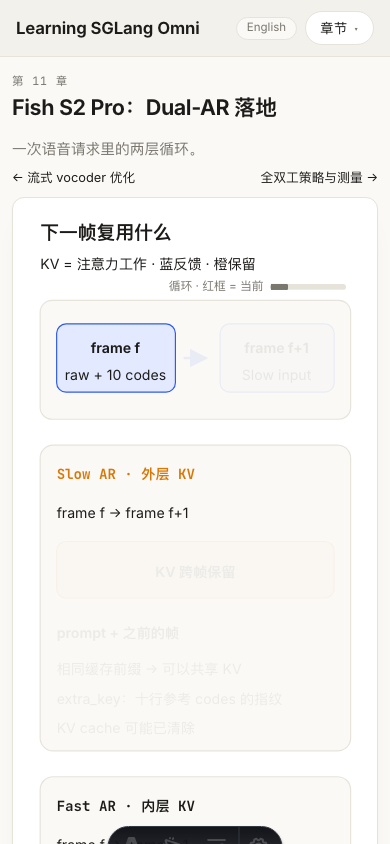 Learning SGLang Omni
English
章节
第 11 章
Fish S2 Pro：Dual-AR 落地
一次语音请求里的两层循环。
← 流式 vocoder 优化
全双工策略与测量 →
下一帧复用什么
KV = 注意力工作 · 蓝反馈 · 橙保留
循环 · 红框 = 当前
frame f
raw + 10 codes
frame f+1
Slow input
Slow AR · 外层 KV
frame f → frame f+1
KV 跨帧保留
prompt + 之前的帧
相同缓存前缀 → 可以共享 KV
extra_key：十行参考 codes 的指纹
KV cache 可能已清除
Fast AR · 内层 KV